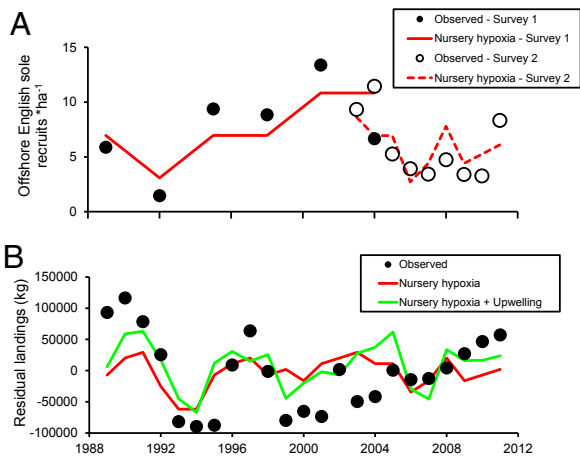 A
Observed - Survey 1
Nursery hypoxia - Survey 1
Observed - Survey 2
Nursery hypoxia - Survey 2
Offshore English sole
recruits *ha⁻¹
15
10
5
0
B
Observed
Nursery hypoxia
Nursery hypoxia + Upwelling
Residual landings (kg)
150000
100000
50000
0
-50000
-100000
1988 1992 1996 2000 2004 2008 2012